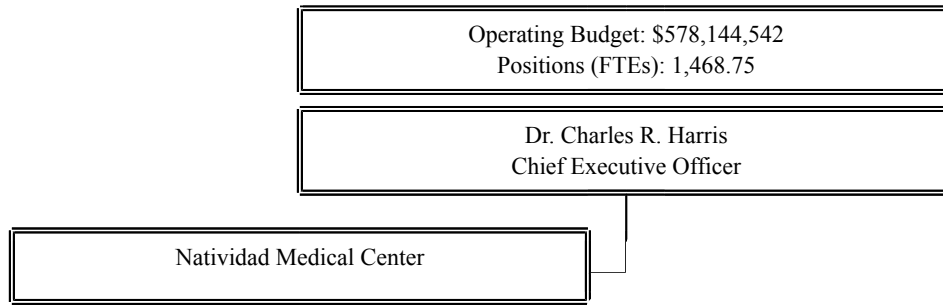 Operating Budget: $578,144,542
Positions (FTEs): 1,468.75
Dr. Charles R. Harris
Chief Executive Officer
Natividad Medical Center